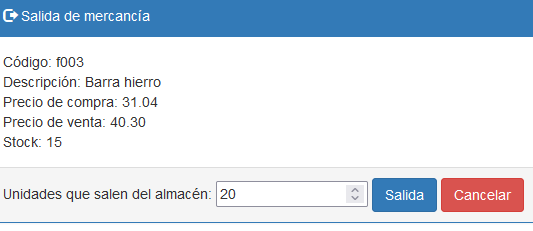 Salida de mercancía
Código: f003
Descripción: Barra hierro
Precio de compra: 31.04
Precio de venta: 40.30
Stock: 15
Unidades que salen del almacén: 20 Salida Cancelar